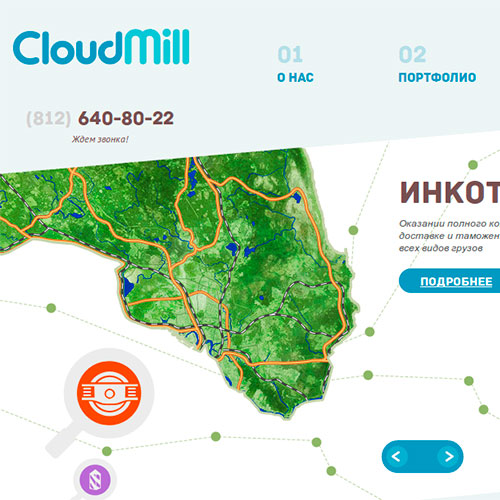 CloudMill
01
О НАС
02
ПОРТФОЛИО
(812) 640-80-22
Ждем звонка!
ИНКОТ
Оказании полного ко
доставке и таможен
всех видов грузов
ПОДРОБНЕЕ